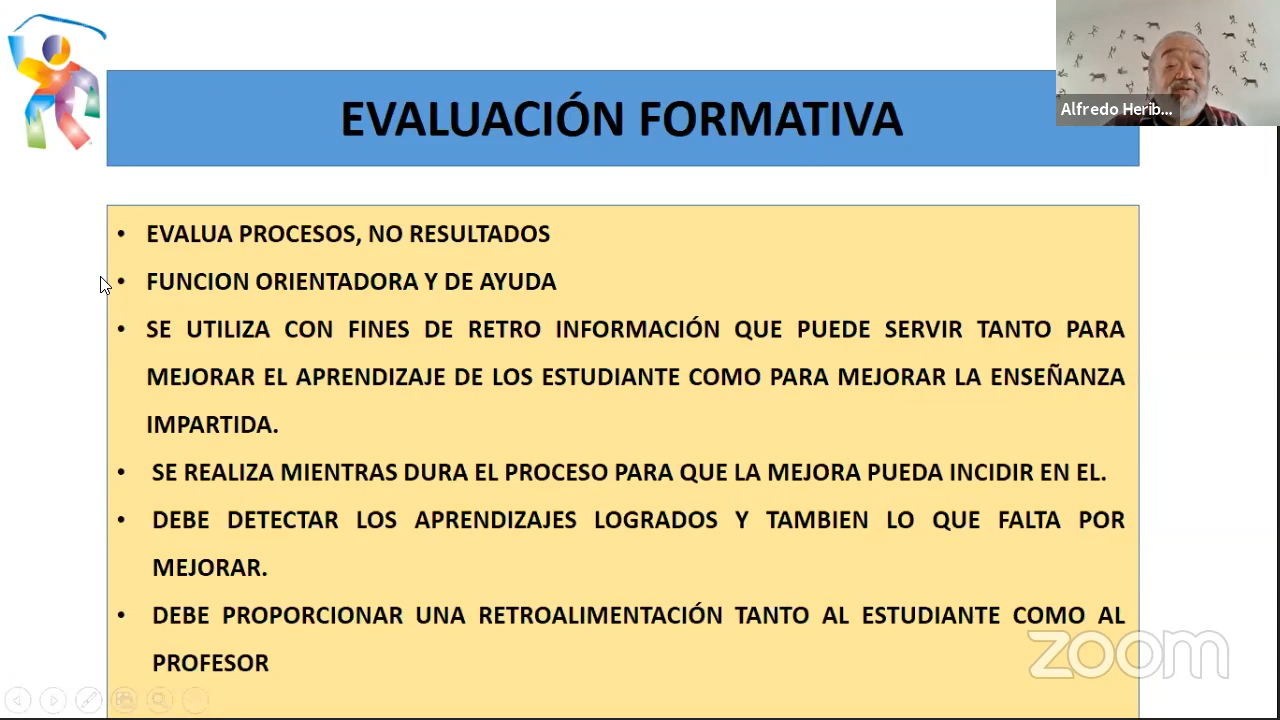 EVALUACIÓN FORMATIVA
Alfredo Herib...
• EVALUA PROCESOS, NO RESULTADOS
• FUNCION ORIENTADORA Y DE AYUDA
• SE UTILIZA CON FINES DE RETRO INFORMACIÓN QUE PUEDE SERVIR TANTO PARA
MEJORAR EL APRENDIZAJE DE LOS ESTUDIANTE COMO PARA MEJORAR LA ENSEÑANZA
IMPARTIDA.
• SE REALIZA MIENTRAS DURA EL PROCESO PARA QUE LA MEJORA PUEDA INCIDIR EN EL.
• DEBE DETECTAR LOS APRENDIZAJES LOGRADOS Y TAMBIEN LO QUE FALTA POR
MEJORAR.
• DEBE PROPORCIONAR UNA RETROALIMENTACIÓN TANTO AL ESTUDIANTE COMO AL
PROFESOR
zoom